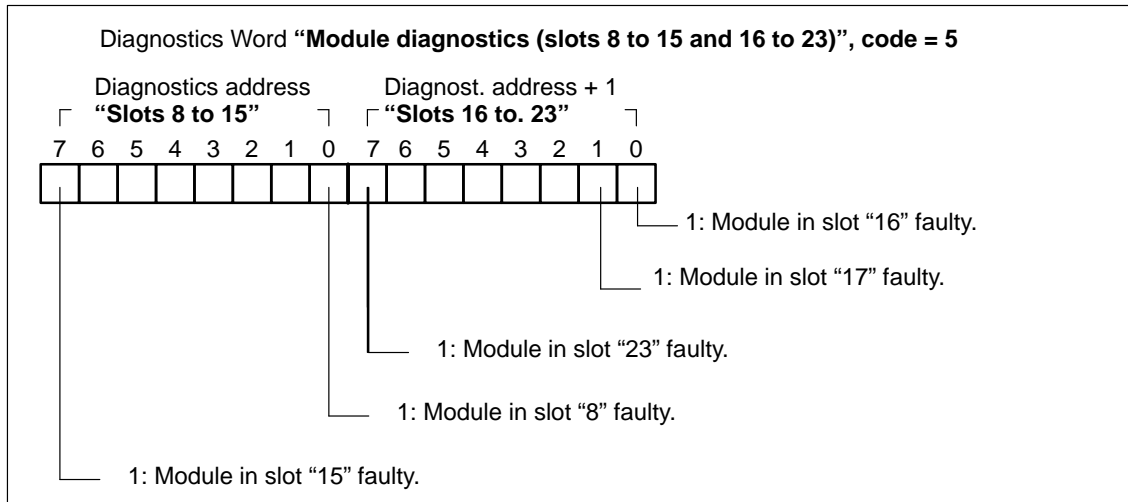 Diagnostics Word “Module diagnostics (slots 8 to 15 and 16 to 23)”, code = 5
Diagnostics address
“Slots 8 to 15”
Diagnost. address + 1
“Slots 16 to. 23”
7 6 5 4 3 2 1 0 7 6 5 4 3 2 1 0
1: Module in slot “16” faulty.
1: Module in slot “17” faulty.
1: Module in slot “23” faulty.
1: Module in slot “8” faulty.
1: Module in slot “15” faulty.